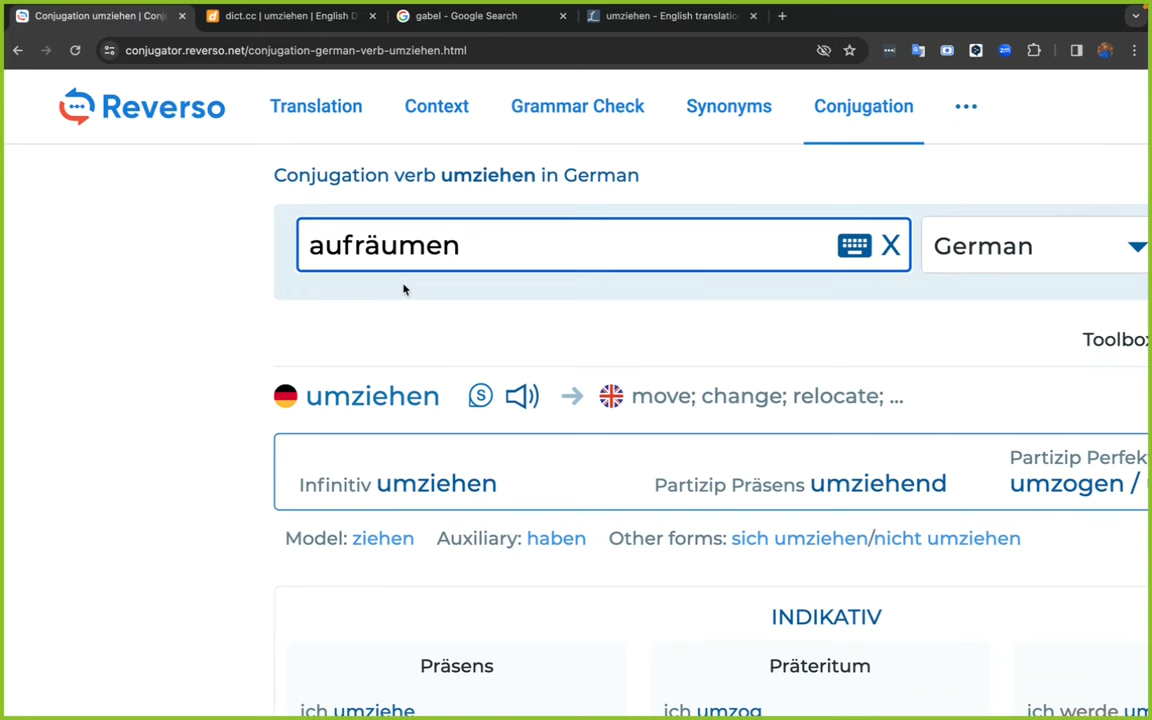 Conjugation umziehen | Conj
dict.cc | umziehen | English D
gabel - Google Search
umziehen - English translatio
conjugator.reverso.net/conjugation-german-verb-umziehen.html
Reverso
Translation
Context
Grammar Check
Synonyms
Conjugation
Conjugation verb umziehen in German
aufräumen
X
German
Toolbo
umziehen
S
move; change; relocate; ...
Infinitiv umziehen
Partizip Präsens umziehend
Partizip Perfek
umzogen /
Model: ziehen
Auxiliary: haben
Other forms: sich umziehen/nicht umziehen
INDIKATIV
Präsens
Präteritum
ich umziehe
ich umzog
ich werde um